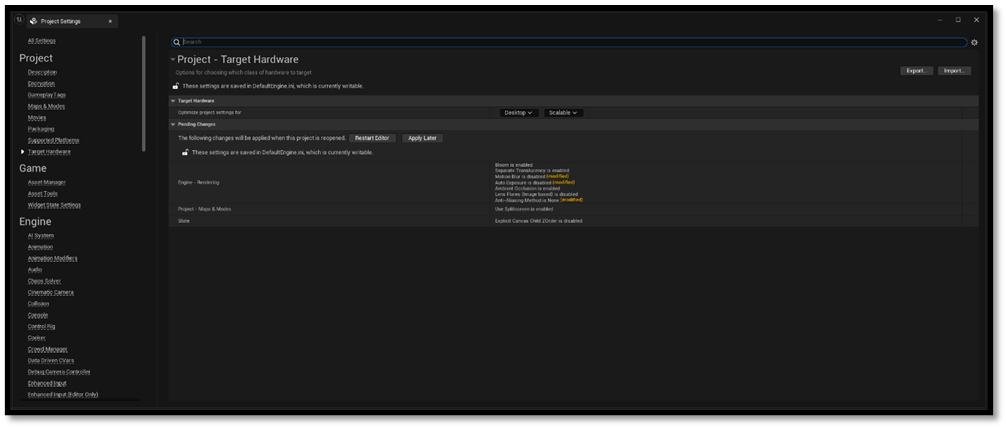 Project Settings
All Settings
Project
Description
Encryption
GameplayTags
Maps & Modes
Movies
Packaging
Supported Platforms
Target Hardware
Game
Asset Manager
Asset Tools
Widget State Settings
Engine
AI System
Animation
Animation Modifiers
Audio
Chaos Solver
Cinematic Camera
Collision
Console
Control Rig
Cooker
Crowd Manager
Data Driven CVars
Debug Camera Controller
Enhanced Input
Enhanced Input (Editor Only)
Search
Project - Target Hardware
Options for choosing which class of hardware to target
Export... Import...
These settings are saved in DefaultEngine.ini, which is currently writable.
Target Hardware
Optimize project settings for Desktop Scalable
Pending Changes
The following changes will be applied when this project is reopened. Restart Editor Apply Later
These settings are saved in DefaultEngine.ini, which is currently writable.
Engine - Rendering
Bloom is enabled
Separate Translucency is enabled
Motion Blur is disabled (modified)
Auto Exposure is disabled (modified)
Ambient Occlusion is enabled
Lens Flares (Image based) is disabled
Anti-Aliasing Method is None (modified)
Project - Maps & Modes Use Splitscreen is enabled
Slate Explicit Canvas Child ZOrder is disabled